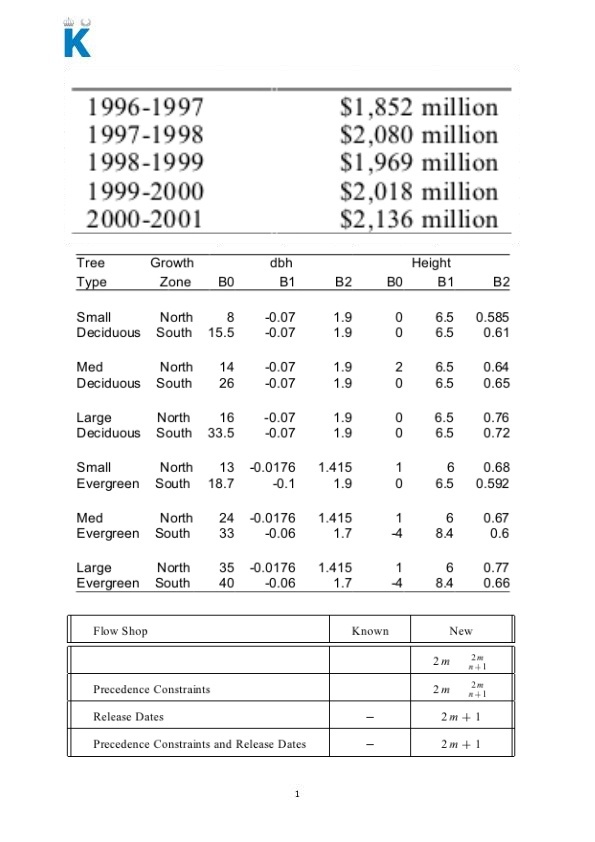 K
1996-1997 $1,852 million
1997-1998 $2,080 million
1998-1999 $1,969 million
1999-2000 $2,018 million
2000-2001 $2,136 million
Tree Growth dbh Height
Type Zone B0 B1 B2 B0 B1 B2
Small North 8 -0.07 1.9 0 6.5 0.585
Deciduous South 15.5 -0.07 1.9 0 6.5 0.61
Med North 14 -0.07 1.9 2 6.5 0.64
Deciduous South 26 -0.07 1.9 0 6.5 0.65
Large North 16 -0.07 1.9 0 6.5 0.76
Deciduous South 33.5 -0.07 1.9 0 6.5 0.72
Small North 13 -0.0176 1.415 1 6 0.68
Evergreen South 18.7 -0.1 1.9 0 6.5 0.592
Med North 24 -0.0176 1.415 1 6 0.67
Evergreen South 33 -0.06 1.7 -4 8.4 0.6
Large North 35 -0.0176 1.415 1 6 0.77
Evergreen South 40 -0.06 1.7 -4 8.4 0.66
Flow Shop Known New
2m 2m/n+1
Precedence Constraints 2m 2m/n+1
Release Dates – 2m + 1
Precedence Constraints and Release Dates – 2m + 1
1